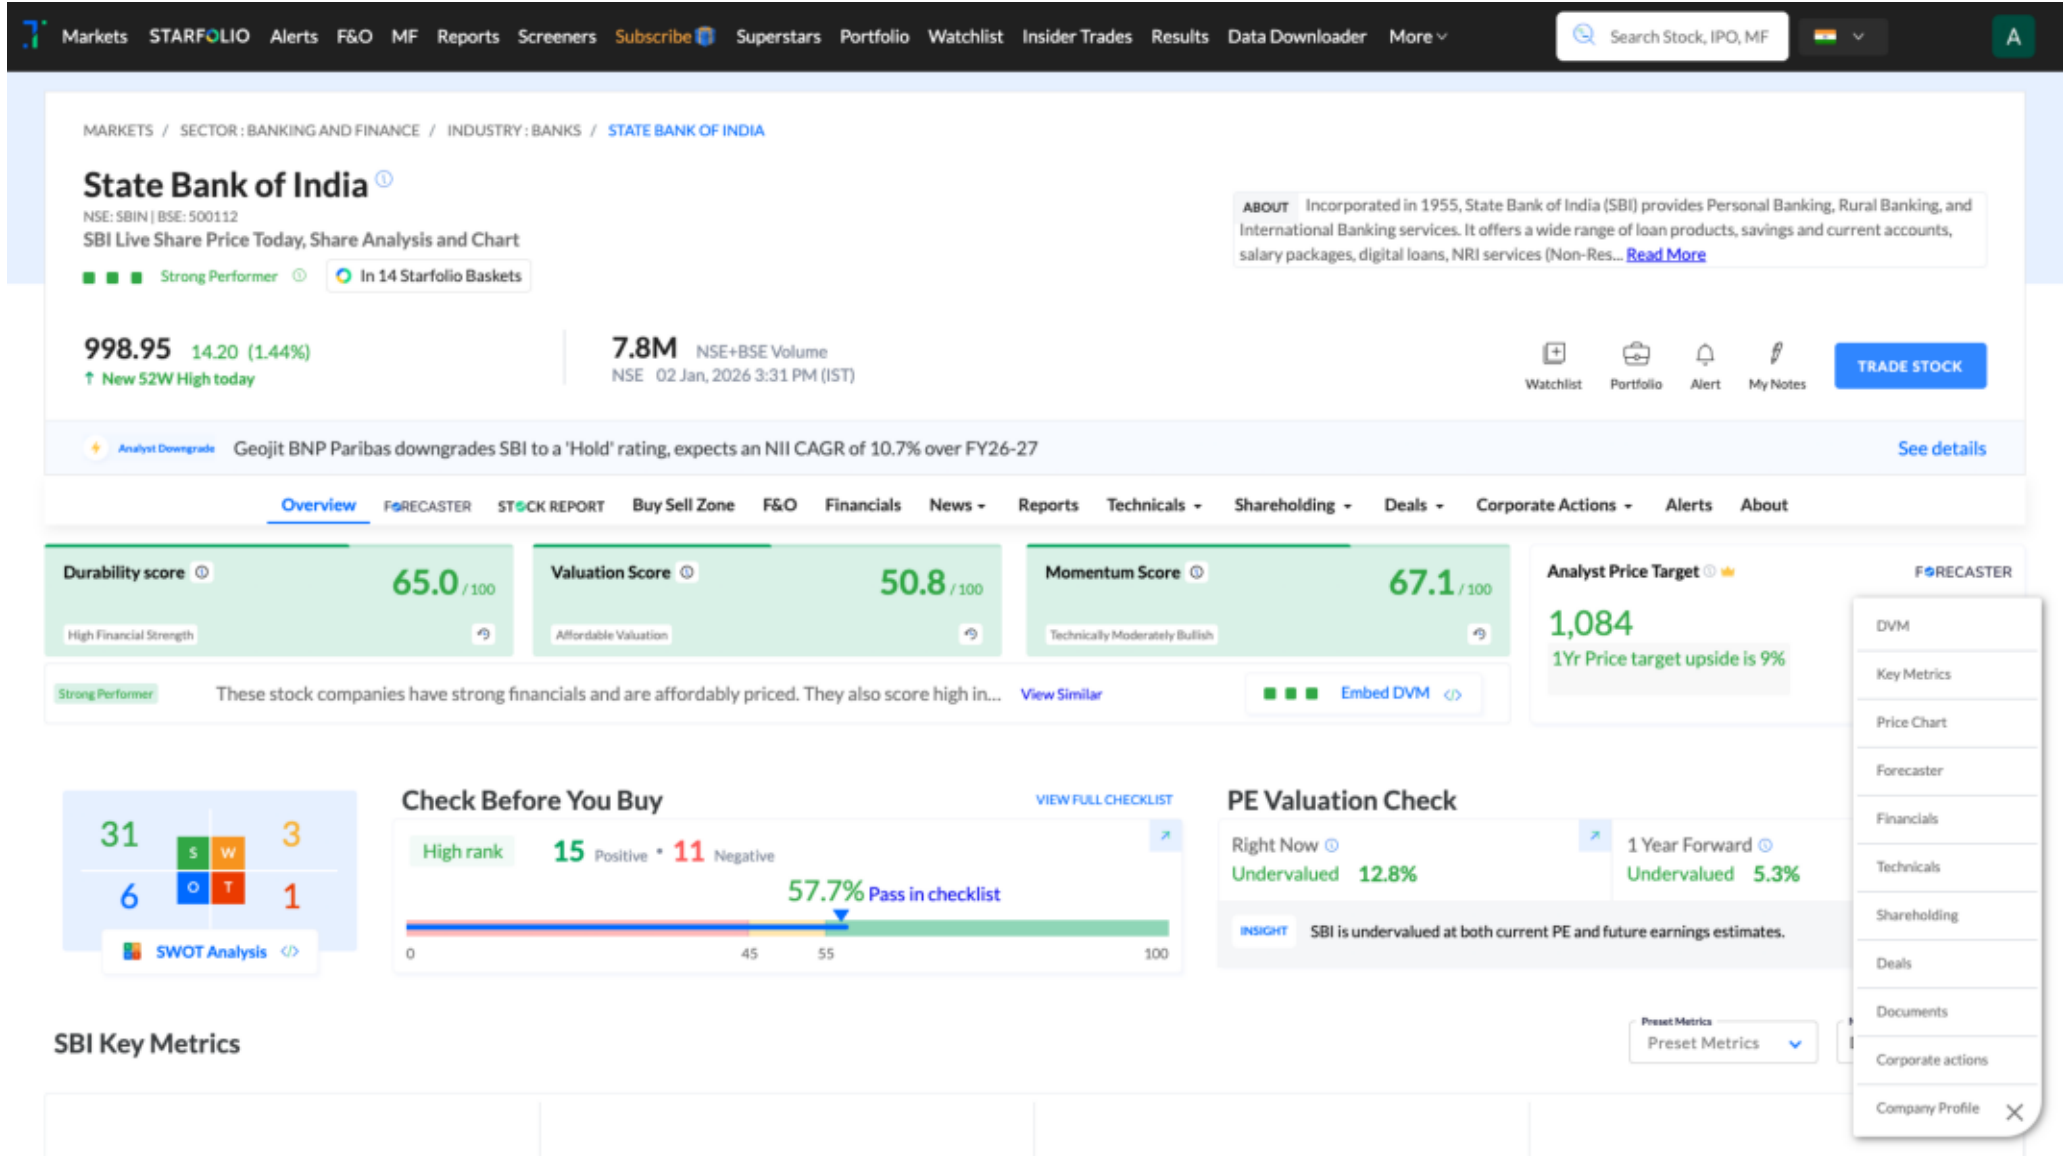 Markets STARFOLIO Alerts F&O MF Reports Screeners Subscribe Superstars Portfolio Watchlist Insider Trades Results Data Downloader More Search Stock, IPO, MF A
MARKETS / SECTOR : BANKING AND FINANCE / INDUSTRY : BANKS / STATE BANK OF INDIA
State Bank of India
NSE: SBIN | BSE: 500112
SBI Live Share Price Today, Share Analysis and Chart
Strong Performer In 14 Starfolio Baskets
ABOUT Incorporated in 1955, State Bank of India (SBI) provides Personal Banking, Rural Banking, and
International Banking services. It offers a wide range of loan products, savings and current accounts,
salary packages, digital loans, NRI services (Non-Res... Read More
998.95 14.20 (1.44%)
↑ New 52W High today
7.8M NSE+BSE Volume
NSE 02 Jan, 2026 3:31 PM (IST)
Watchlist Portfolio Alert My Notes TRADE STOCK
Analyst Downgrade Geojit BNP Paribas downgrades SBI to a 'Hold' rating, expects an NII CAGR of 10.7% over FY26-27 See details
Overview FORECASTER STOCK REPORT Buy Sell Zone F&O Financials News Reports Technicals Shareholding Deals Corporate Actions Alerts About
Durability score 65.0 / 100
High Financial Strength
Valuation Score 50.8 / 100
Affordable Valuation
Momentum Score 67.1 / 100
Technically Moderately Bullish
Analyst Price Target FORECASTER
1,084
1Yr Price target upside is 9%
Strong Performer These stock companies have strong financials and are affordably priced. They also score high in... View Similar Embed DVM </>
31 S W 3
6 O T 1
SWOT Analysis </>
Check Before You Buy VIEW FULL CHECKLIST
High rank 15 Positive • 11 Negative
57.7% Pass in checklist
0 45 55 100
PE Valuation Check
Right Now
Undervalued 12.8%
1 Year Forward
Undervalued 5.3%
INSIGHT SBI is undervalued at both current PE and future earnings estimates.
SBI Key Metrics
Preset Metrics
Preset Metrics
DVM
Key Metrics
Price Chart
Forecaster
Financials
Technicals
Shareholding
Deals
Documents
Corporate actions
Company Profile